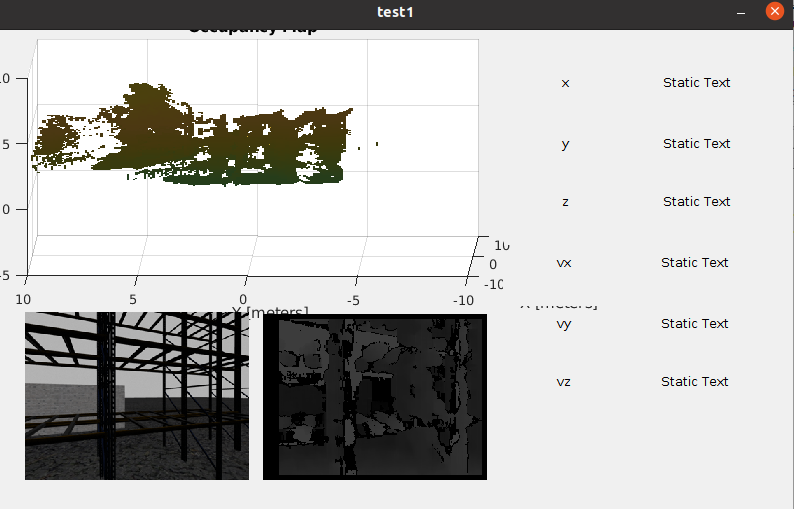 test1
Occupancy Map
x Static Text
y Static Text
z Static Text
vx Static Text
vy Static Text
vz Static Text
5
0
-5
10
5
0
-5
-10
10
0
-10
Y [meters]
X [meters]